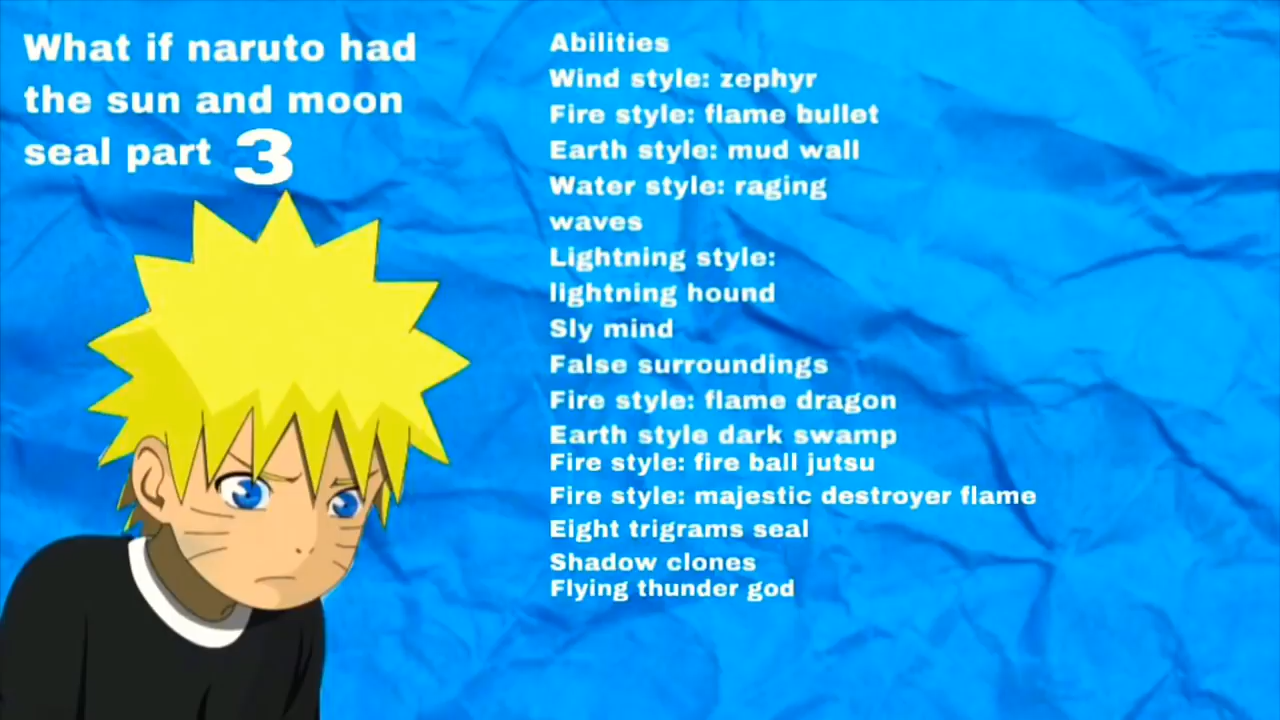 What if naruto had
the sun and moon
seal part 3
Abilities
Wind style: zephyr
Fire style: flame bullet
Earth style: mud wall
Water style: raging
waves
Lightning style:
lightning hound
Sly mind
False surroundings
Fire style: flame dragon
Earth style dark swamp
Fire style: fire ball jutsu
Fire style: majestic destroyer flame
Eight trigrams seal
Shadow clones
Flying thunder god